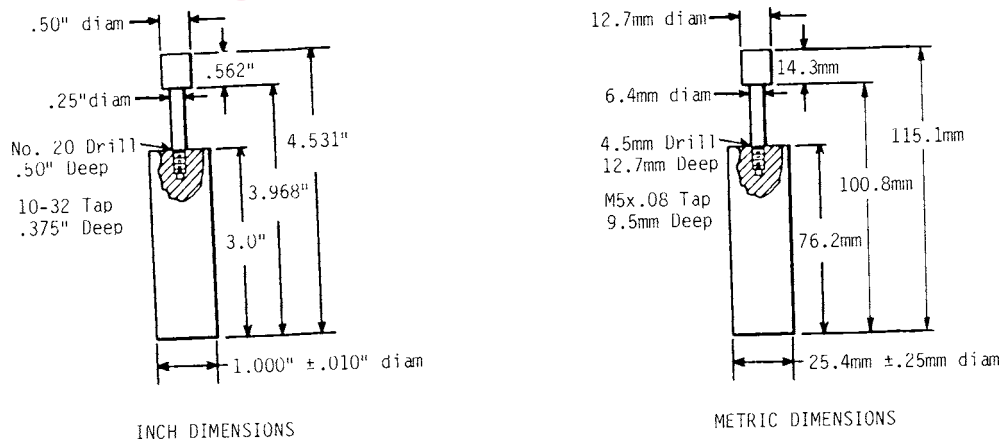 .50" diam
.562"
.25"diam
4.531"
No. 20 Drill
.50" Deep
3.968"
10-32 Tap
.375" Deep
3.0"
1.000" ±.010" diam
INCH DIMENSIONS
12.7mm diam
14.3mm
6.4mm diam
115.1mm
4.5mm Drill
12.7mm Deep
100.8mm
M5x.08 Tap
9.5mm Deep
76.2mm
25.4mm ±.25mm diam
METRIC DIMENSIONS